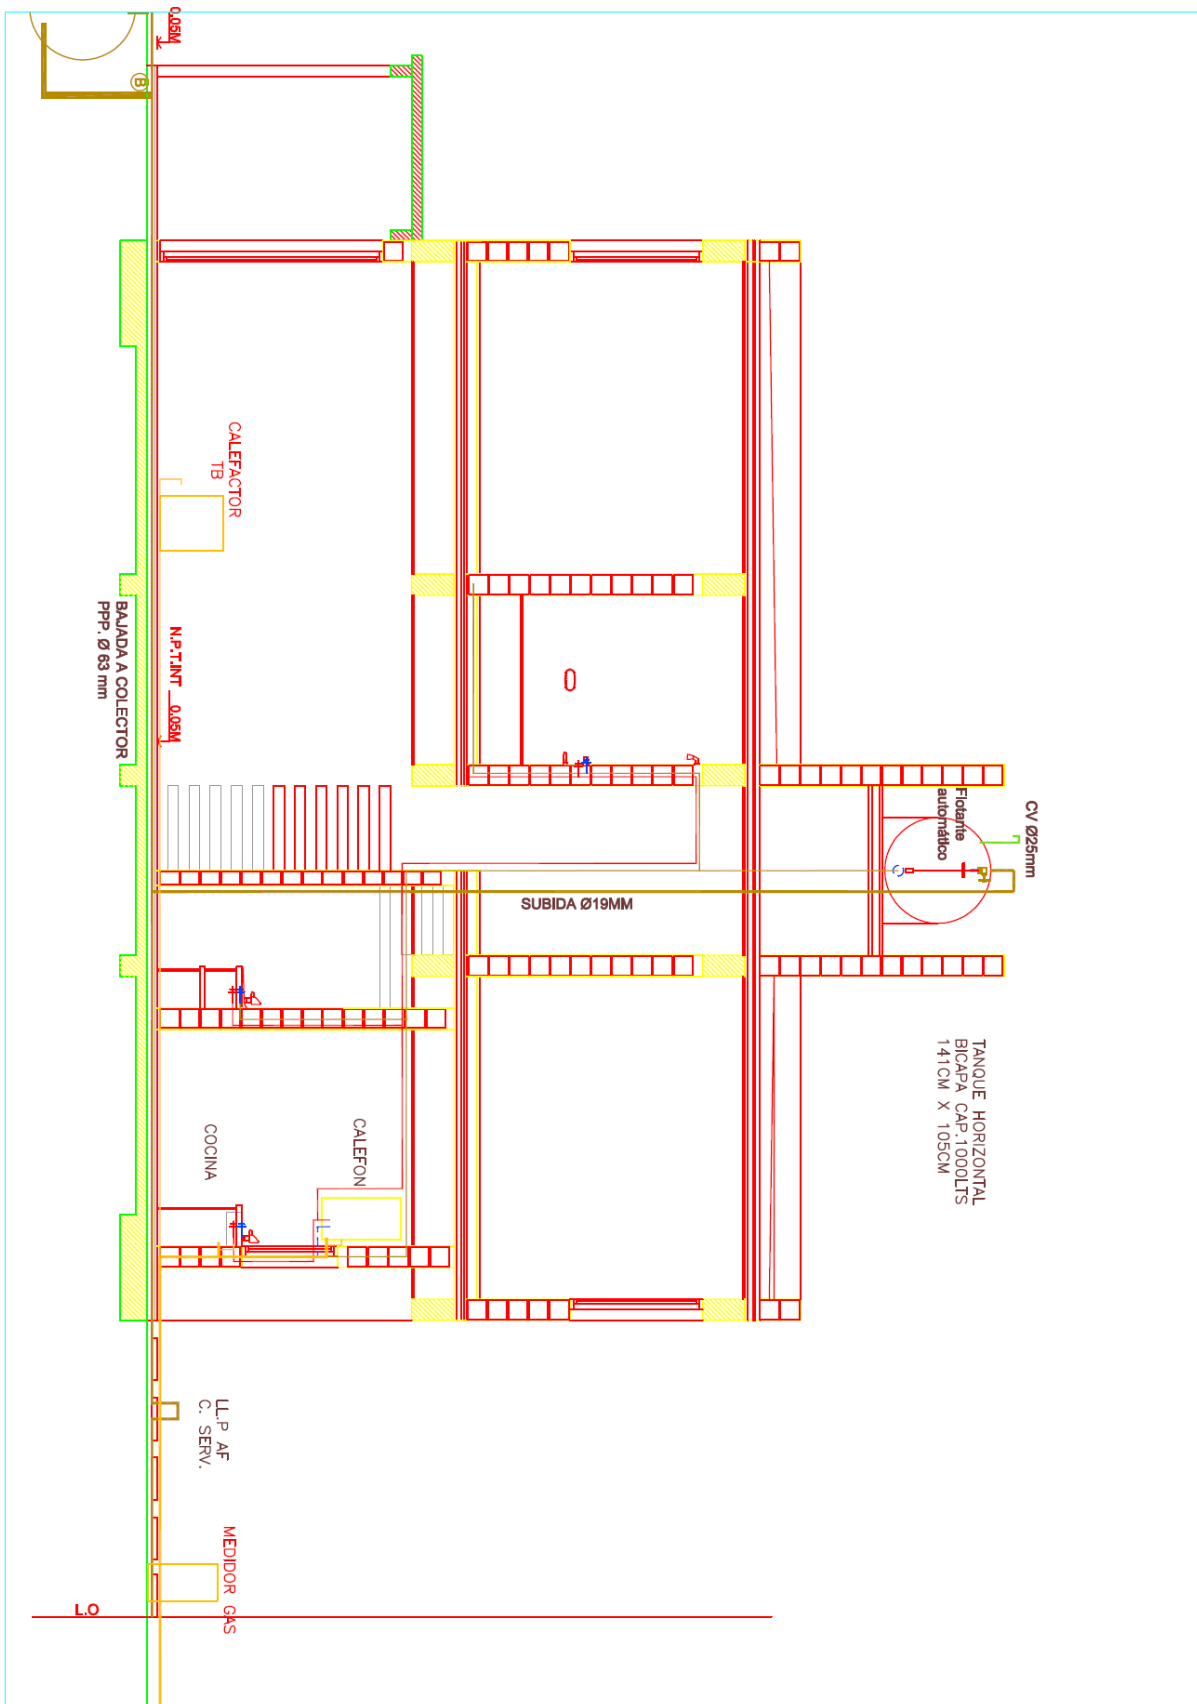 CV Ø25mm
Flotante
automático
TANQUE HORIZONTAL
BICAPA CAP.1000LTS
141CM X 105CM
SUBIDA Ø19MM
CALEFON
COCINA
CALEFACTOR
TB
0.05M
B
N.P.T.INT 0.05M
BAJADA A COLECTOR
PPP. Ø 63 mm
LL.P AF
C. SERV.
MEDIDOR GAS
L.O